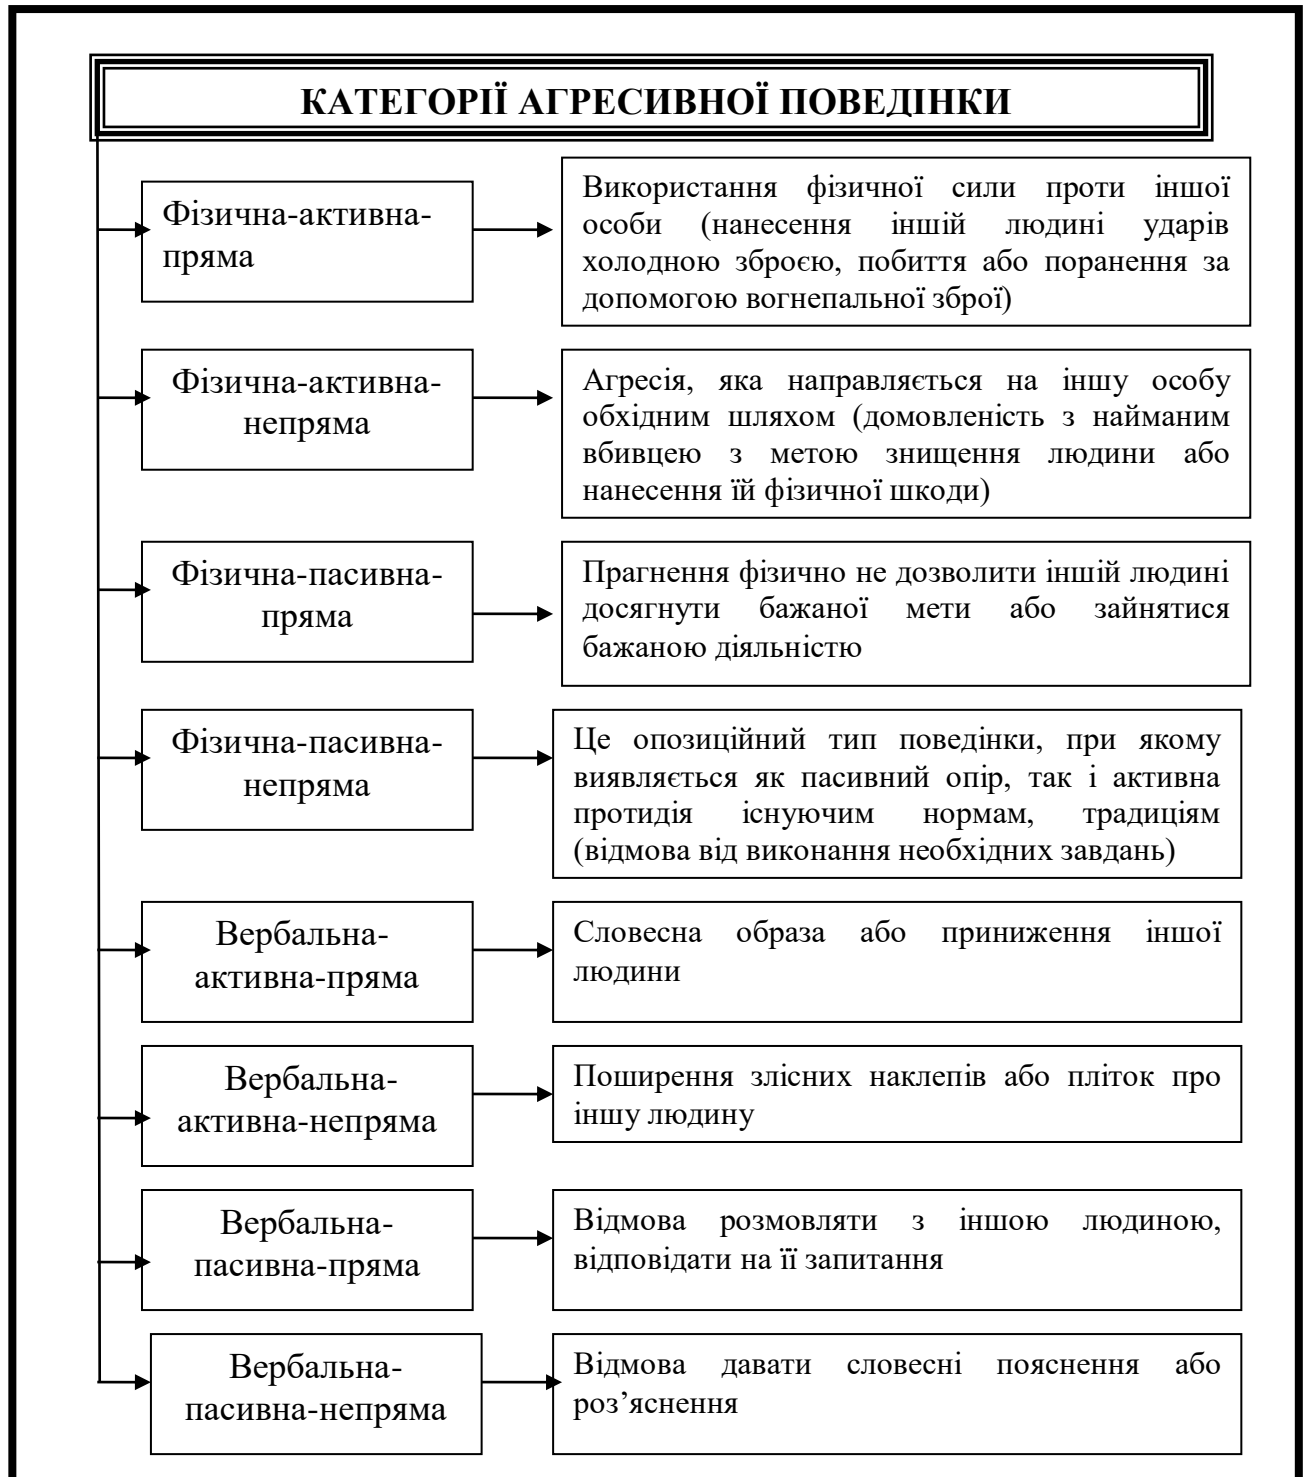 КАТЕГОРІЇ АГРЕСИВНОЇ ПОВЕДІНКИ
Фізична-активна-
пряма
Використання фізичної сили проти іншої
особи (нанесення іншій людині ударів
холодною зброєю, побиття або поранення за
допомогою вогнепальної зброї)
Фізична-активна-
непряма
Агресія, яка направляється на іншу особу
обхідним шляхом (домовленість з найманим
вбивцею з метою знищення людини або
нанесення їй фізичної шкоди)
Фізична-пасивна-
пряма
Прагнення фізично не дозволити іншій людині
досягнути бажаної мети або зайнятися
бажаною діяльністю
Фізична-пасивна-
непряма
Це опозиційний тип поведінки, при якому
виявляється як пасивний опір, так і активна
протидія існуючим нормам, традиціям
(відмова від виконання необхідних завдань)
Вербальна-
активна-пряма
Словесна образа або приниження іншої
людини
Вербальна-
активна-непряма
Поширення злісних наклепів або пліток про
іншу людину
Вербальна-
пасивна-пряма
Відмова розмовляти з іншою людиною,
відповідати на її запитання
Вербальна-
пасивна-непряма
Відмова давати словесні пояснення або
роз’яснення